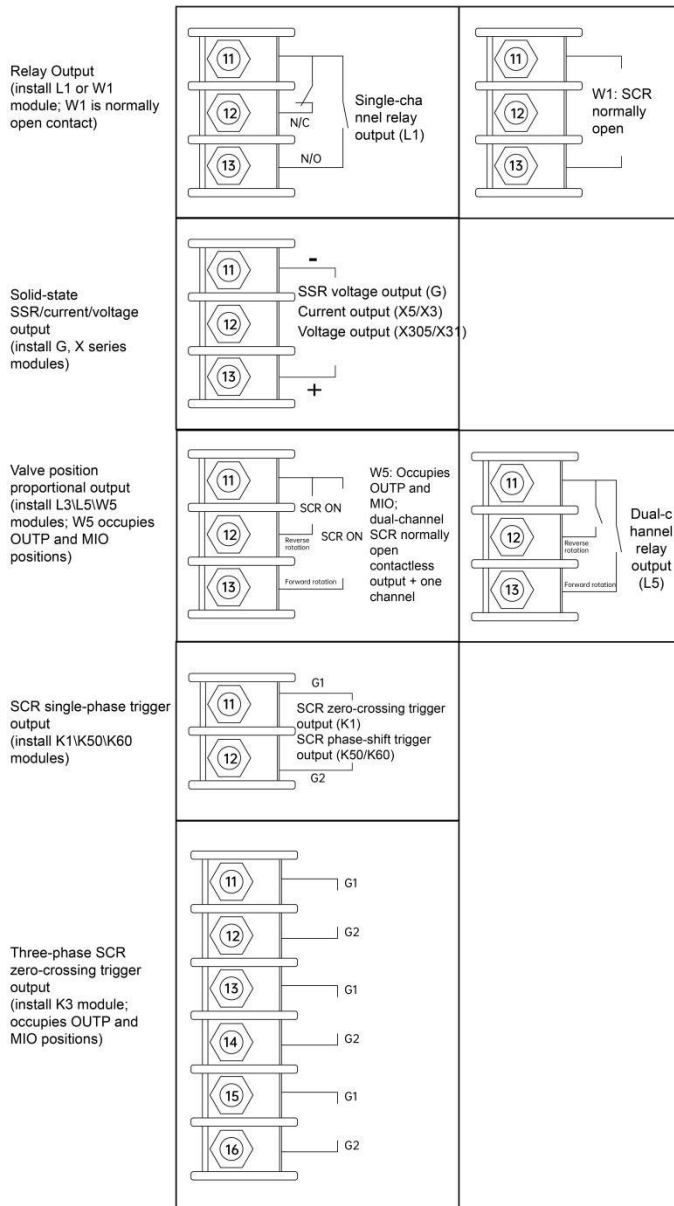 Relay Output
(install L1 or W1
module; W1 is normally
open contact)
11
12
13
N/C
N/O
Single-cha
nnel relay
output (L1)
11
12
13
W1: SCR
normally
open
Solid-state
SSR/current/voltage
output
(install G, X series
modules)
11
12
13
-
SSR voltage output (G)
Current output (X5/X3)
Voltage output (X305/X31)
+
Valve position
proportional output
(install L3\L5\W5
modules; W5 occupies
OUTP and MIO
positions)
11
12
13
SCR ON
SCR ON
Reverse
rotation
Forward rotation
W5: Occupies
OUTP and
MIO;
dual-channel
SCR normally
open
contactless
output + one
channel
11
12
13
Reverse
rotation
Forward rotation
Dual-c
hannel
relay
output
(L5)
SCR single-phase trigger
output
(install K1\K50\K60
modules)
11
12
G1
SCR zero-crossing trigger
output (K1)
SCR phase-shift trigger
output (K50/K60)
G2
Three-phase SCR
zero-crossing trigger
output
(install K3 module;
occupies OUTP and
MIO positions)
11
G1
12
G2
13
G1
14
G2
15
G1
16
G2